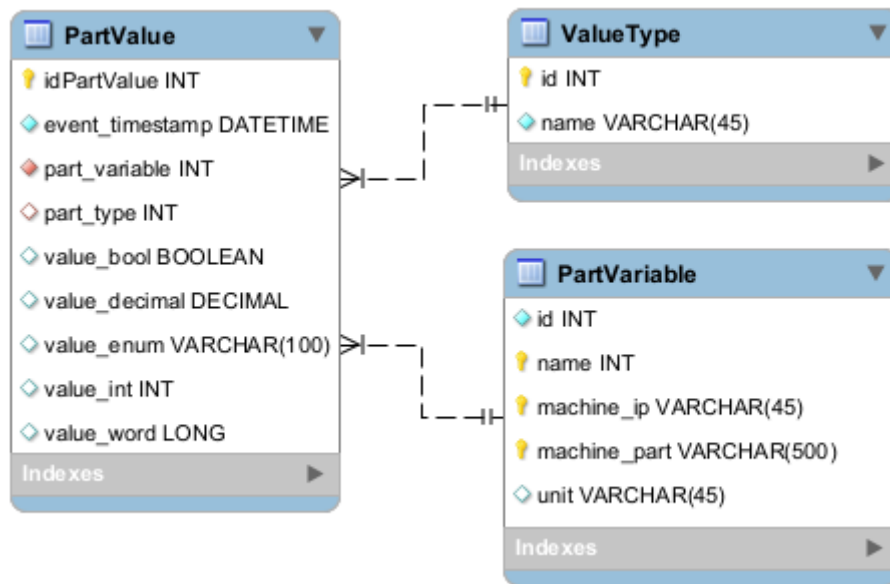 PartValue
idPartValue INT
event_timestamp DATETIME
part_variable INT
part_type INT
value_bool BOOLEAN
value_decimal DECIMAL
value_enum VARCHAR(100)
value_int INT
value_word LONG
Indexes
ValueType
id INT
name VARCHAR(45)
Indexes
PartVariable
id INT
name INT
machine_ip VARCHAR(45)
machine_part VARCHAR(500)
unit VARCHAR(45)
Indexes